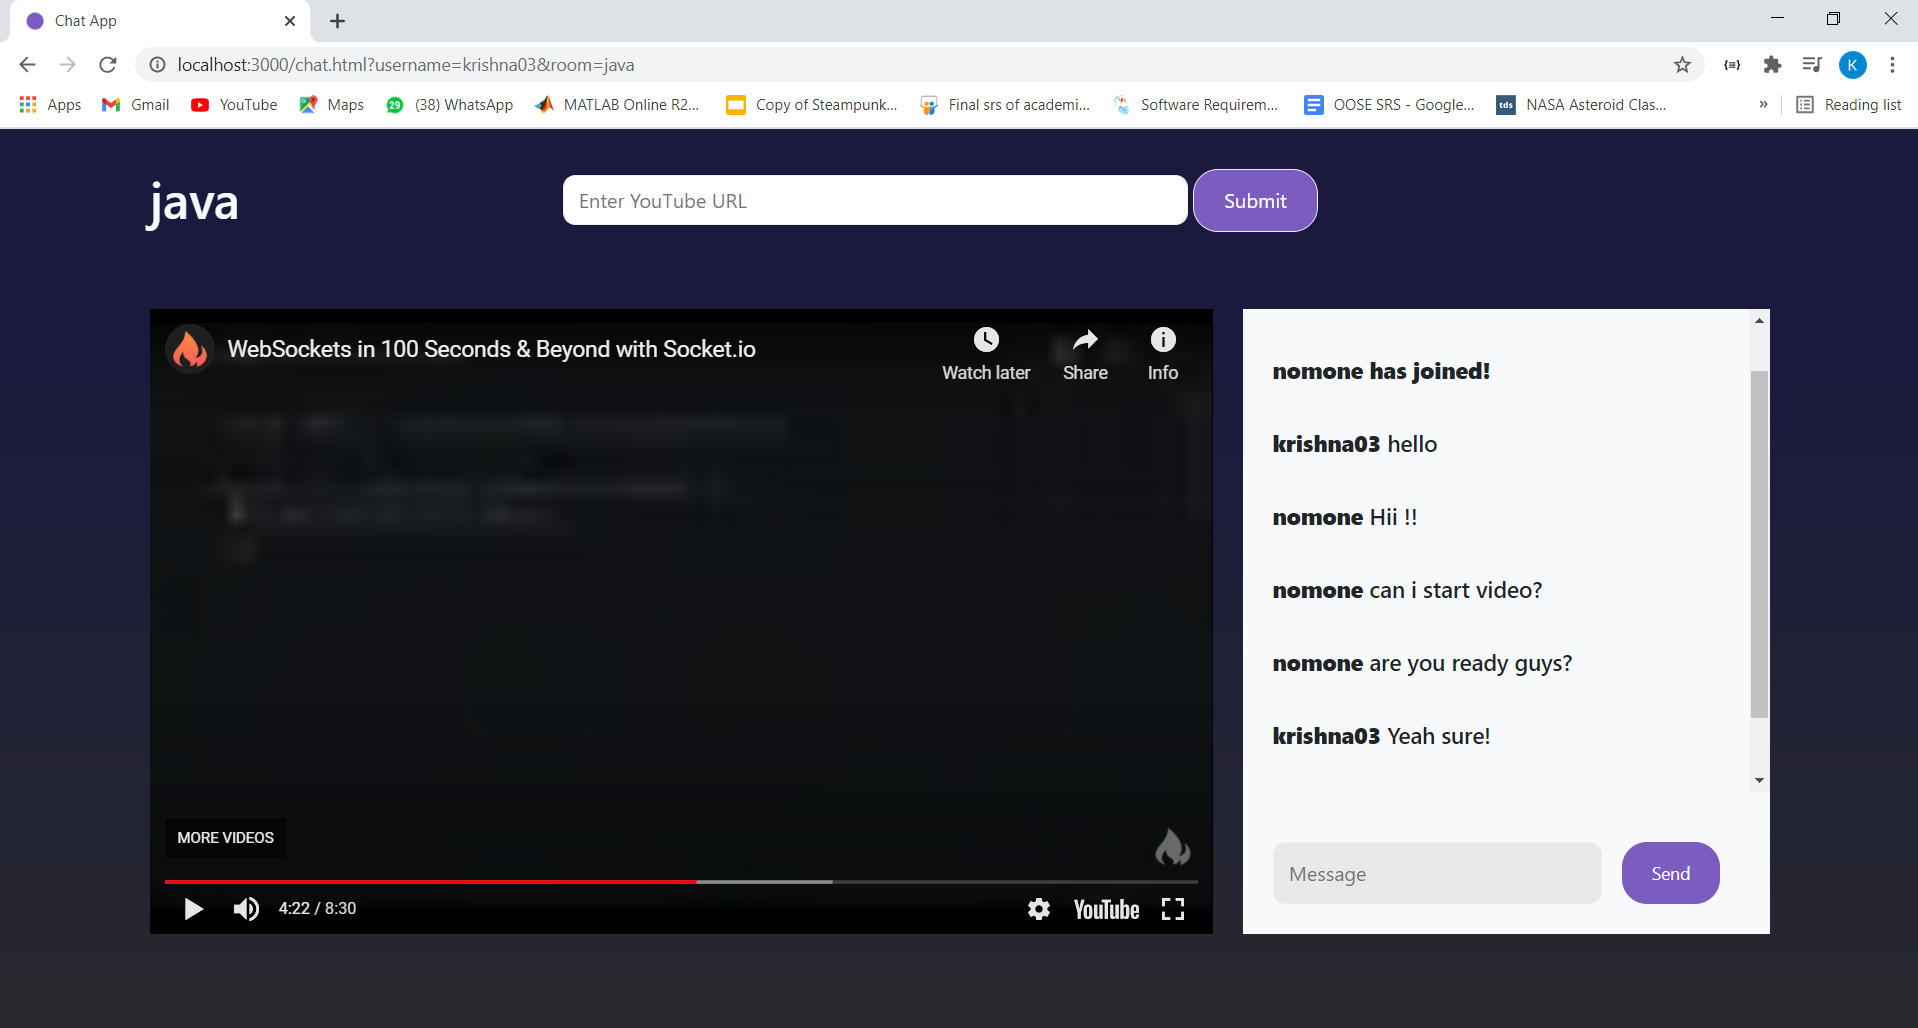 Chat App
localhost:3000/chat.html?username=krishna03&room=java
{=} K
Apps Gmail YouTube Maps 29 (38) WhatsApp MATLAB Online R2... Copy of Steampunk... Final srs of academi... Software Requirem... OOSE SRS - Google... tds NASA Asteroid Clas... » Reading list
java
Enter YouTube URL
Submit
WebSockets in 100 Seconds & Beyond with Socket.io
Watch later Share Info
MORE VIDEOS
4:22 / 8:30
YouTube
nomone has joined!
krishna03 hello
nomone Hii !!
nomone can i start video?
nomone are you ready guys?
krishna03 Yeah sure!
Message
Send